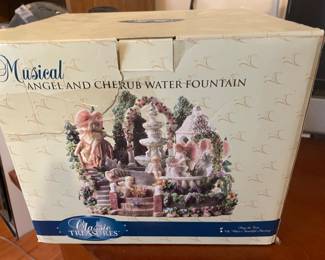 Musical
ANGEL AND CHERUB WATER FOUNTAIN
Classic
TREASURES